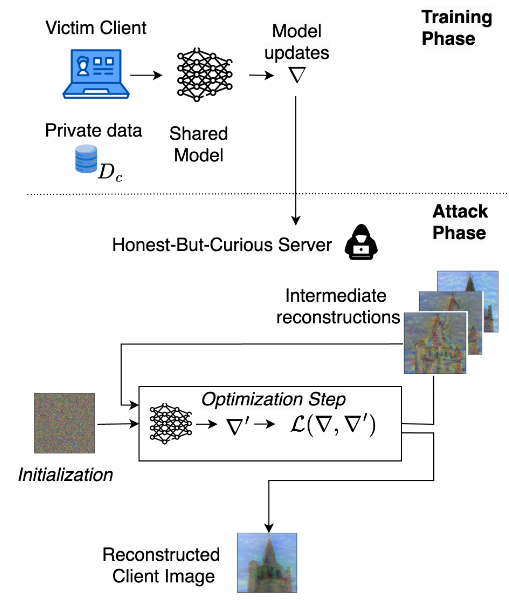 Training
Phase
Victim Client
Model
updates
∇
Private data
D_c
Shared
Model
Attack
Phase
Honest-But-Curious Server
Intermediate
reconstructions
Optimization Step
∇′
ℒ(∇, ∇′)
Initialization
Reconstructed
Client Image